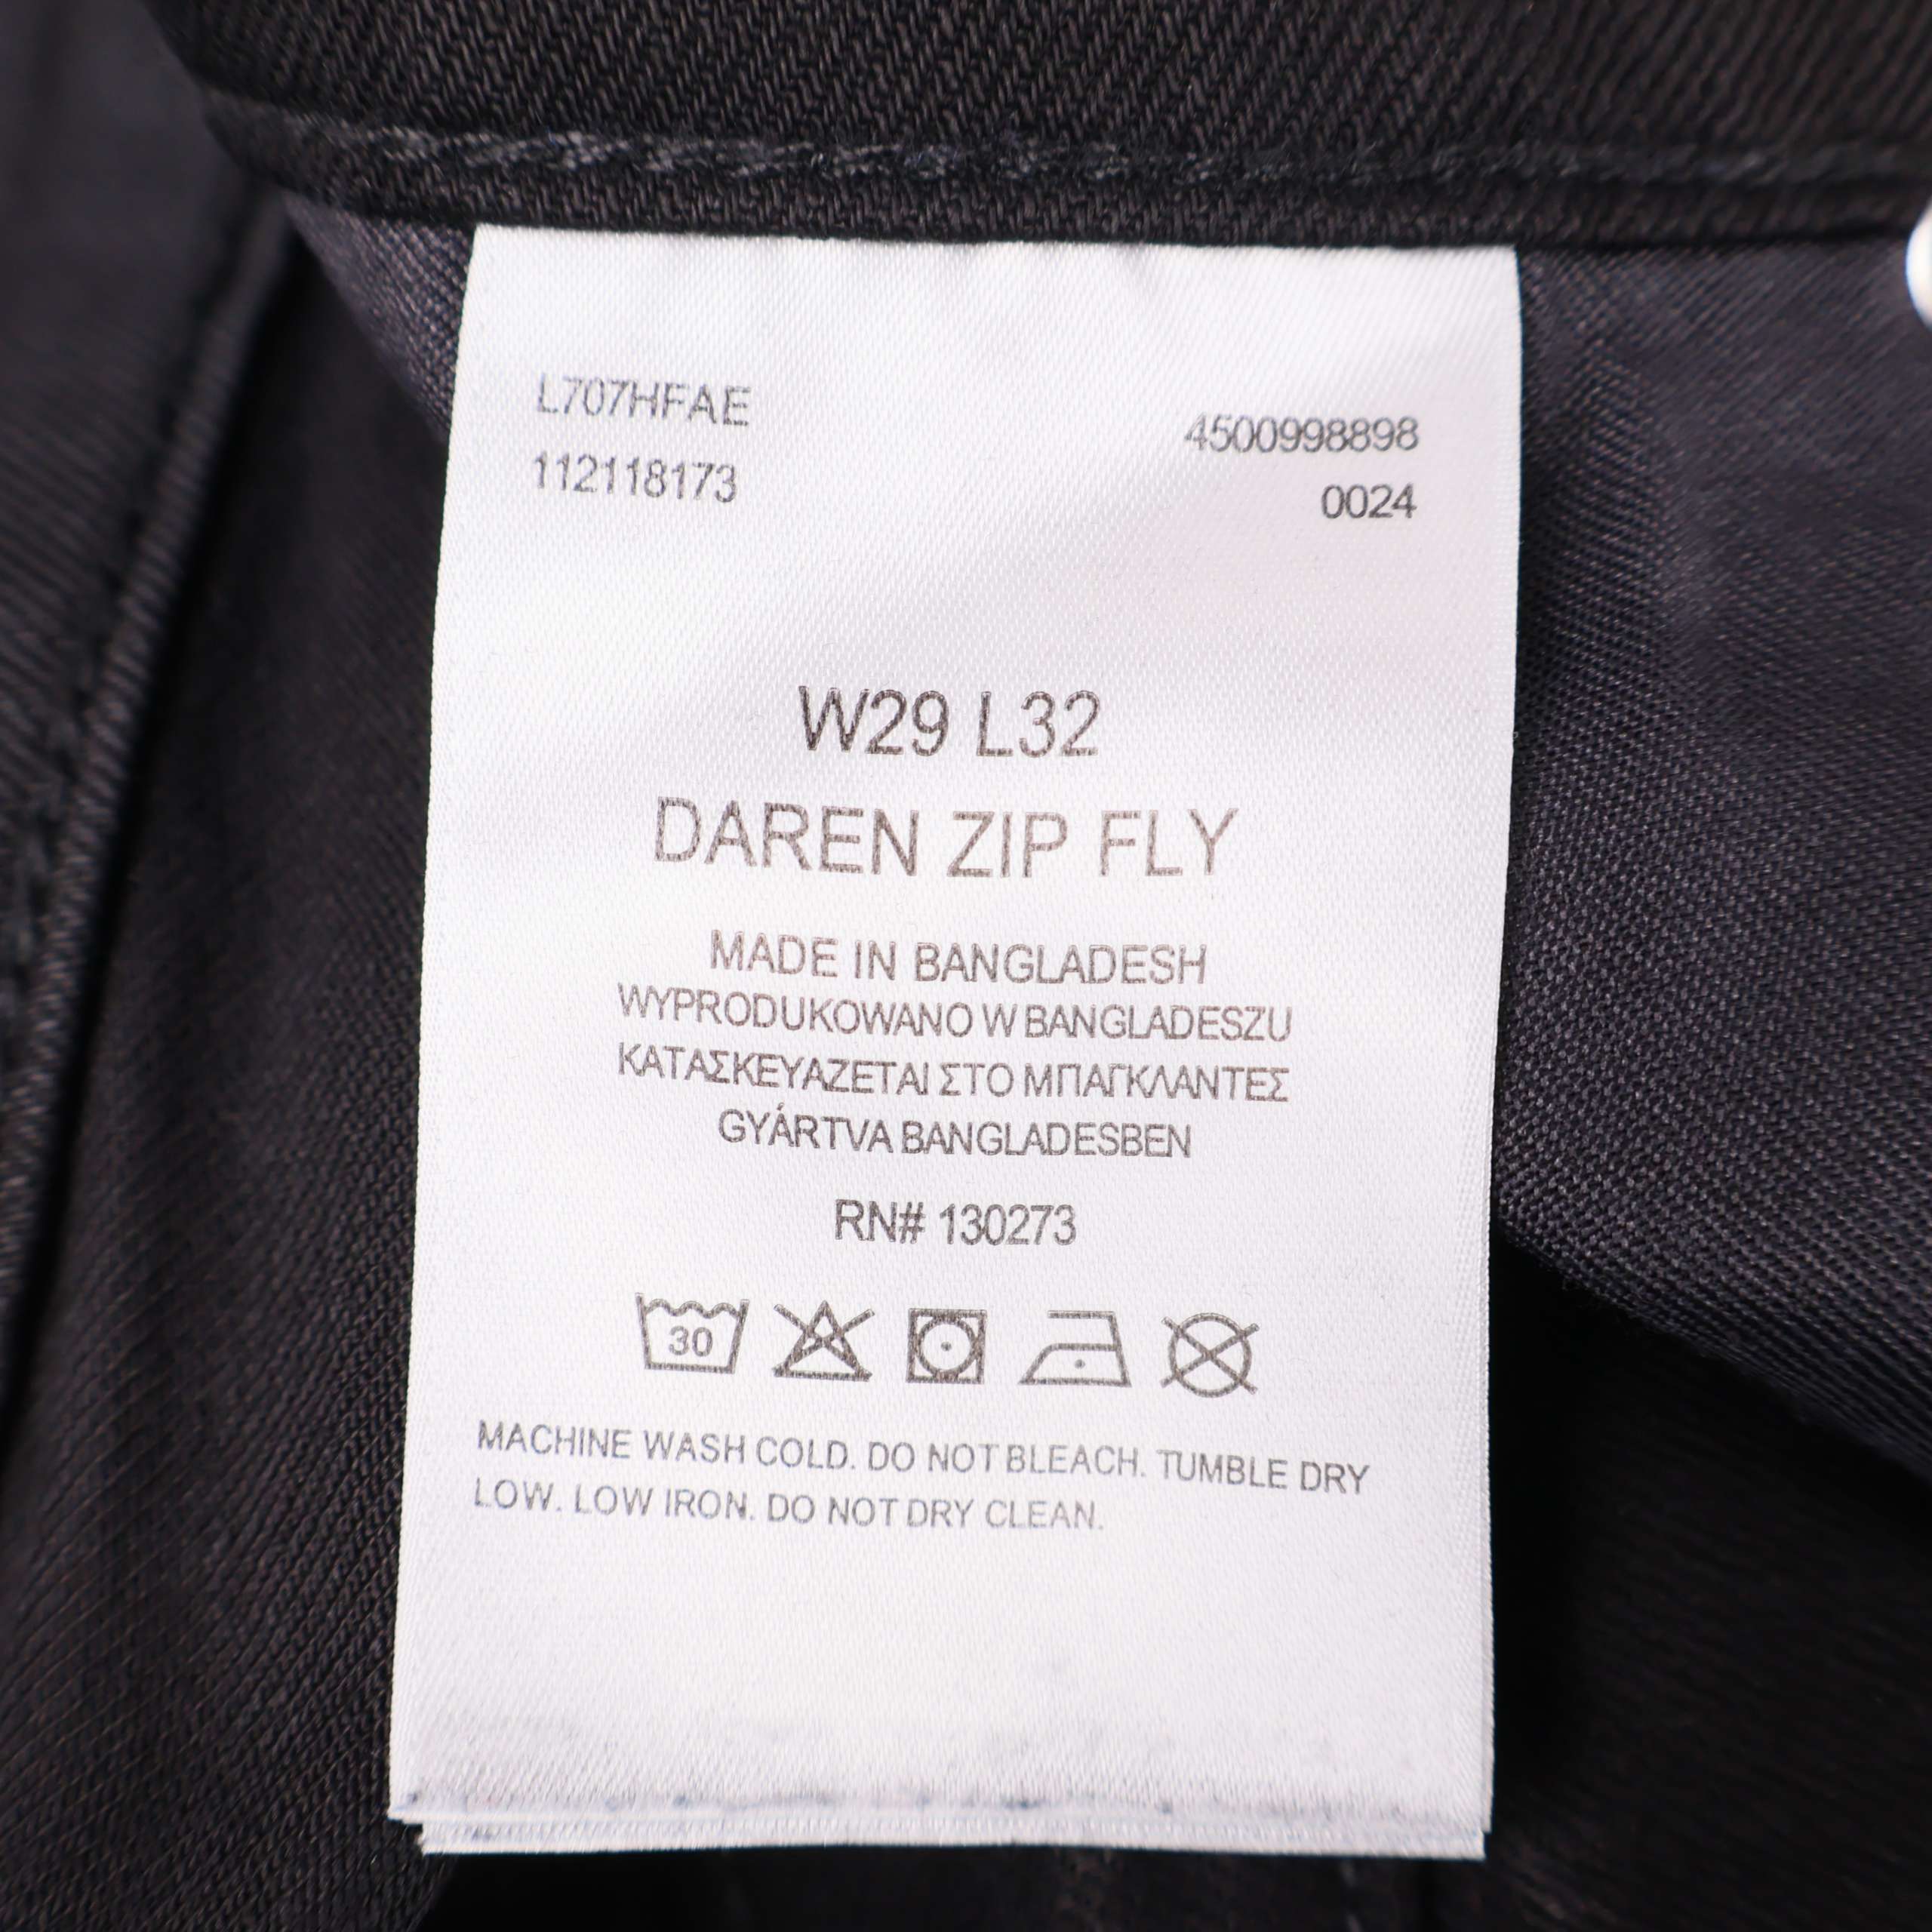 L707HFAE
112118173
4500998898
0024
W29 L32
DAREN ZIP FLY
MADE IN BANGLADESH
WYPRODUKOWANO W BANGLADESZU
ΚΑΤΑΣΚΕΥΑΖΕΤΑΙ ΣΤΟ ΜΠΑΓΚΛΑΝΤΕΣ
GYÁRTVA BANGLADESBEN
RN# 130273
30
MACHINE WASH COLD. DO NOT BLEACH. TUMBLE DRY
LOW. LOW IRON. DO NOT DRY CLEAN.